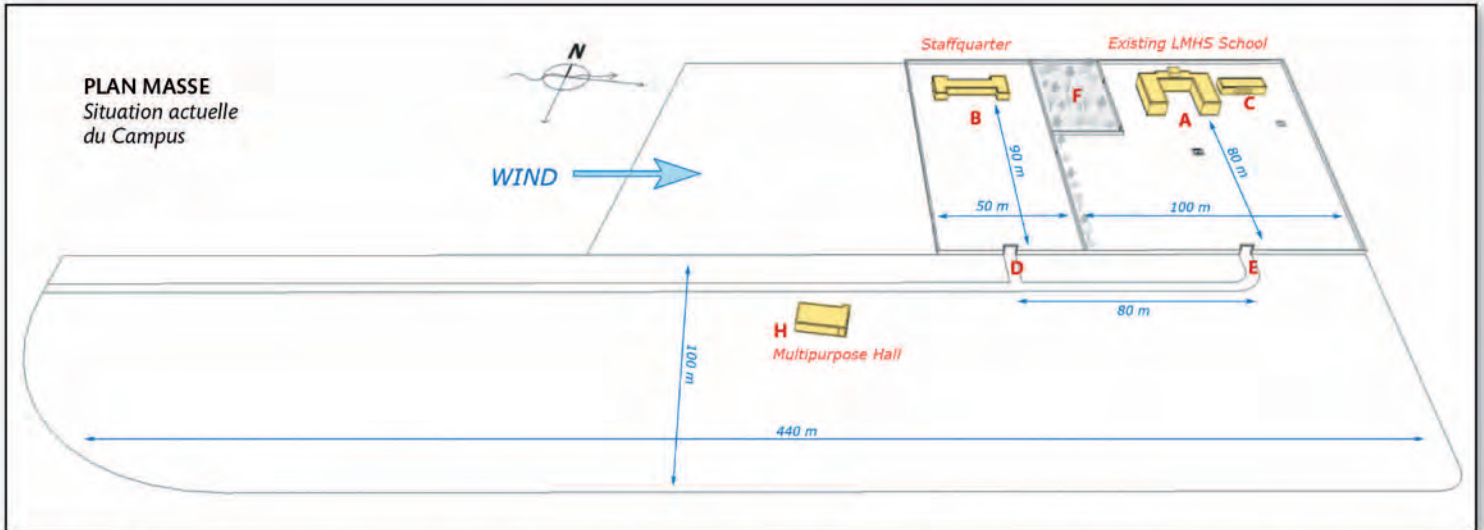 PLAN MASSE
Situation actuelle
du Campus
N
WIND
Staffquarter
Existing LMHS School
B
F
A
C
90 m
80 m
50 m
100 m
D
E
80 m
H
Multipurpose Hall
100 m
440 m